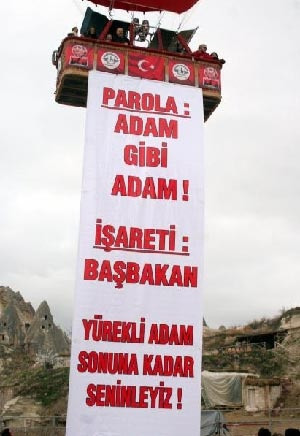 PAROLA :
ADAM
GİBİ
ADAM !
İŞARETİ :
BAŞBAKAN
YÜREKLİ ADAM
SONUNA KADAR
SENİNLEYİZ !